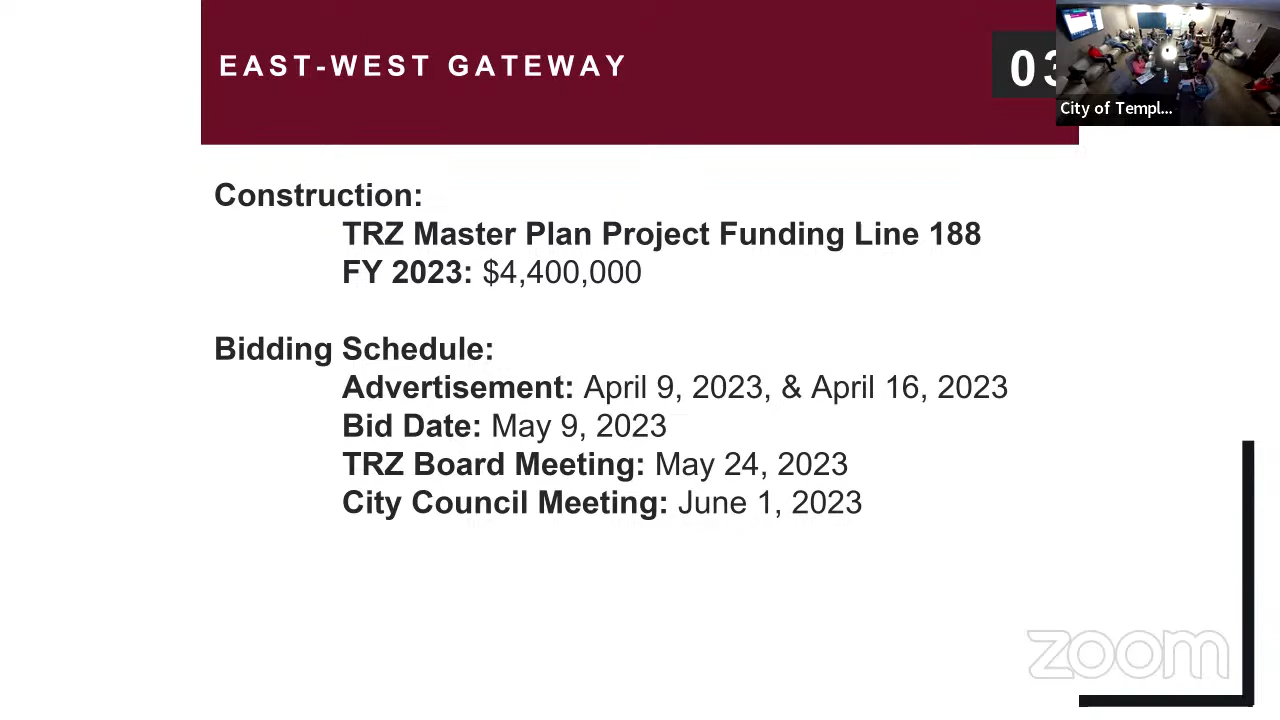 EAST-WEST GATEWAY
03
City of Templ...
Construction:
TRZ Master Plan Project Funding Line 188
FY 2023: $4,400,000
Bidding Schedule:
Advertisement: April 9, 2023, & April 16, 2023
Bid Date: May 9, 2023
TRZ Board Meeting: May 24, 2023
City Council Meeting: June 1, 2023
zoom